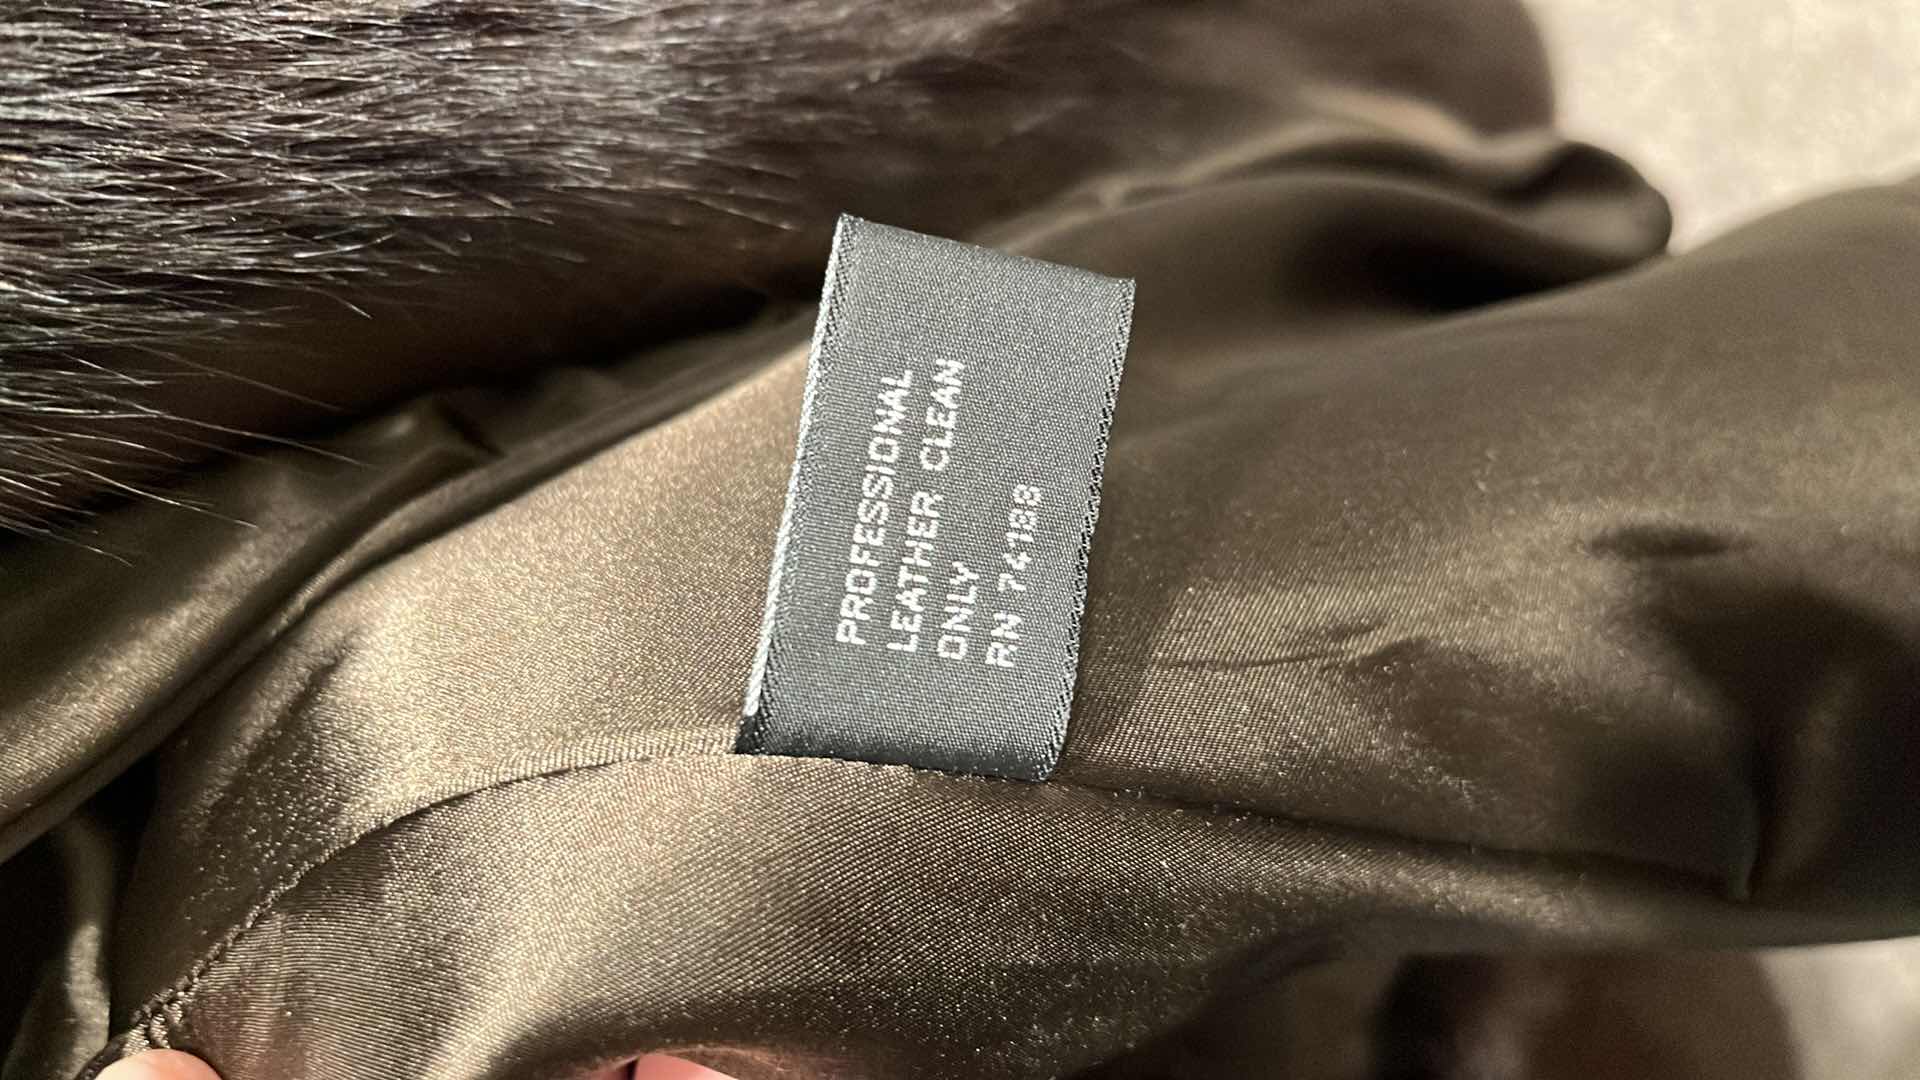 PROFESSIONAL
LEATHER CLEAN
ONLY
RN 74188